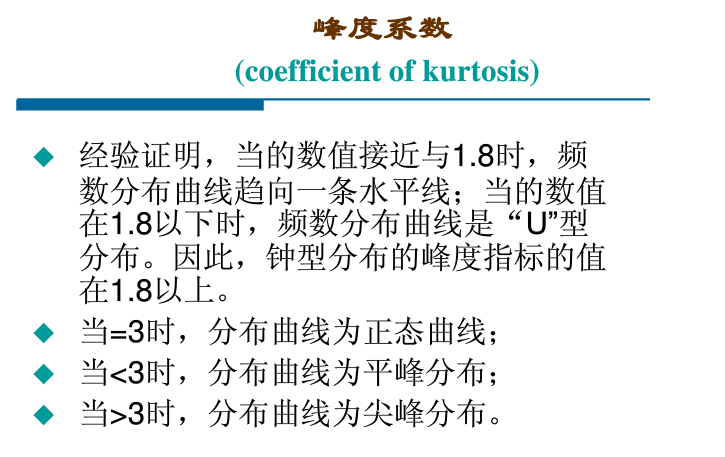 峰度系数
(coefficient of kurtosis)
经验证明，当的数值接近与1.8时，频
数分布曲线趋向一条水平线；当的数值
在1.8以下时，频数分布曲线是“U”型
分布。因此，钟型分布的峰度指标的值
在1.8以上。
当=3时，分布曲线为正态曲线；
当<3时，分布曲线为平峰分布；
当>3时，分布曲线为尖峰分布。